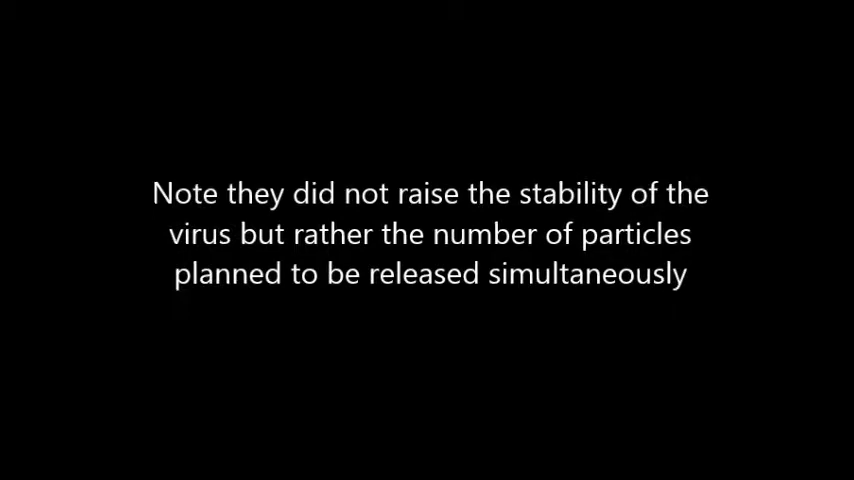 Note they did not raise the stability of the
virus but rather the number of particles
planned to be released simultaneously